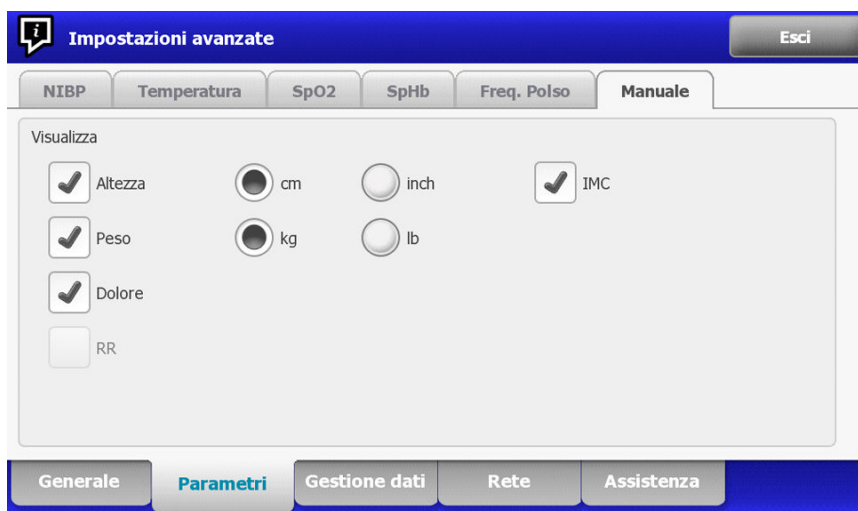 Impostazioni avanzate
Esci
NIBP Temperatura SpO2 SpHb Freq. Polso Manuale
Visualizza
Altezza cm inch IMC
Peso kg lb
Dolore
RR
Generale Parametri Gestione dati Rete Assistenza